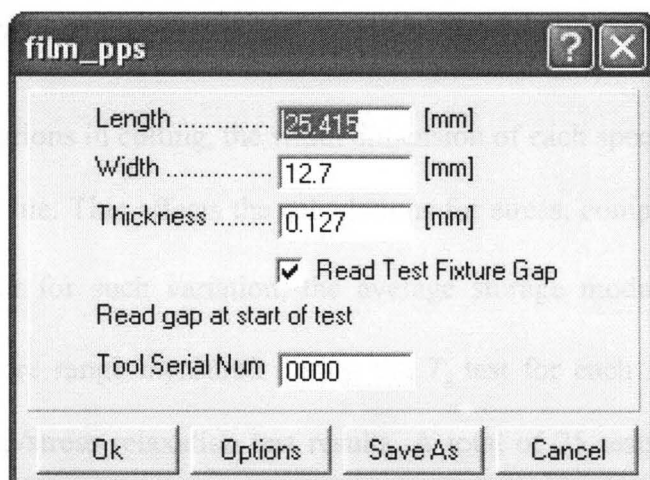 film_pps
Length ............ 25.415 [mm]
Width ............... 12.7 [mm]
Thickness ........ 0.127 [mm]
Read Test Fixture Gap
Read gap at start of test
Tool Serial Num 0000
Ok Options Save As Cancel